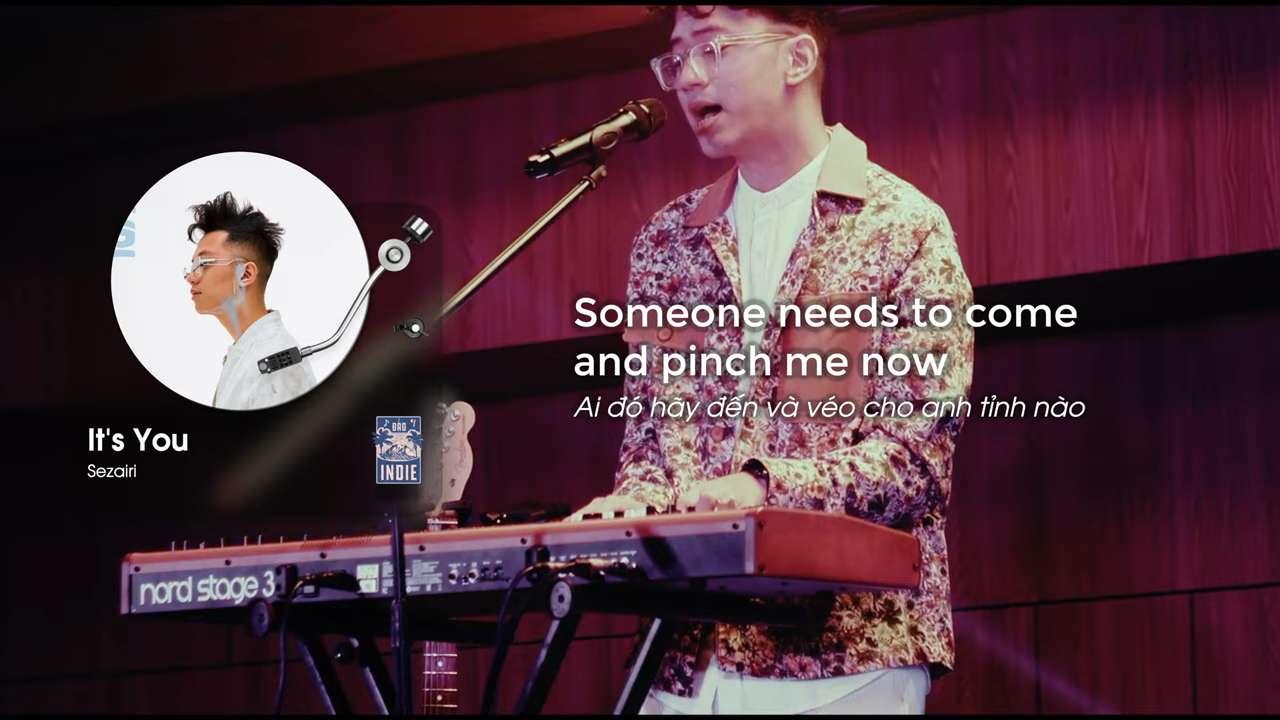 Someone needs to come
and pinch me now
Ai đó hãy đến và véo cho anh tỉnh nào
It's You
Sezairi
ĐẢO
INDIE
nord stage 3